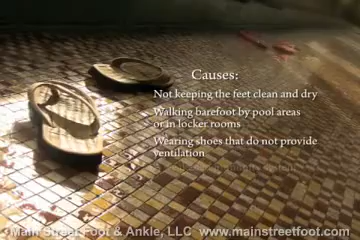 Causes:
Not keeping the feet clean and dry
Walking barefoot by pool areas
or in locker rooms
Wearing shoes that do not provide
ventilation
Main Street Foot & Ankle, LLC www.mainstreetfoot.com